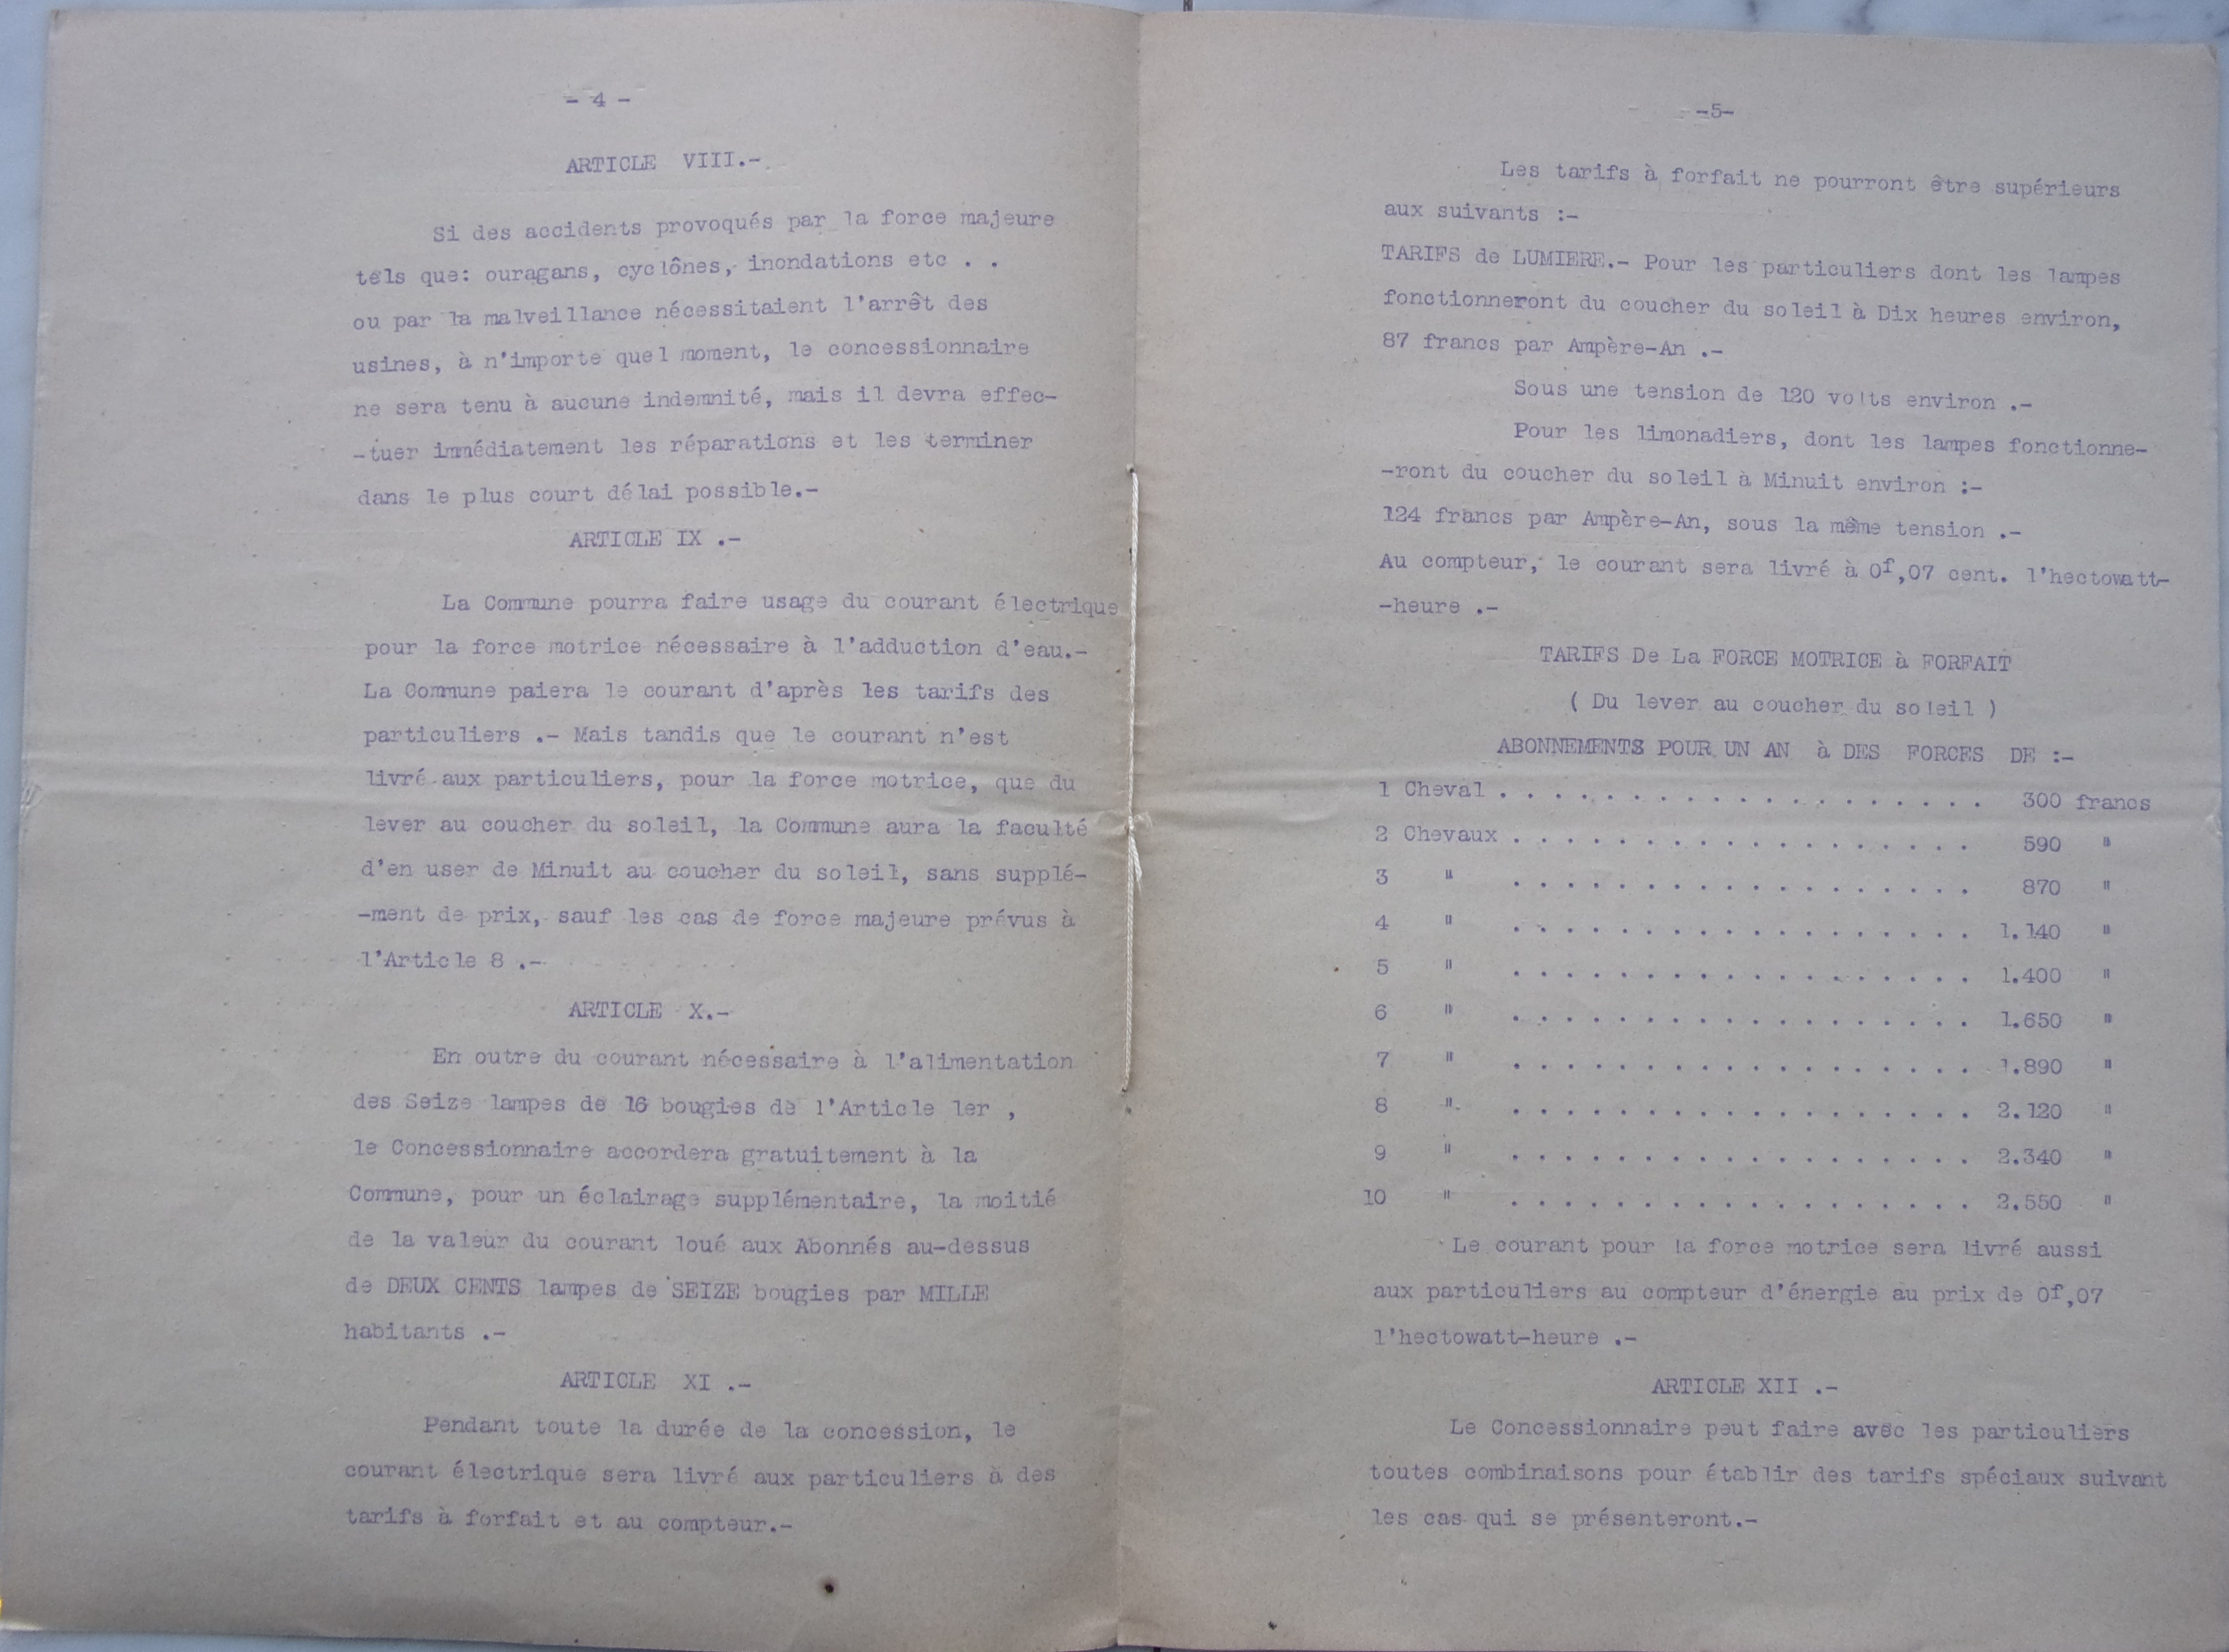 - 4 -
ARTICLE VIII.-
Si des accidents provoqués par la force majeure
tels que: ouragans, cyclônes, inondations etc . .
ou par la malveillance nécessitaient l'arrêt des
usines, à n'importe quel moment, le concessionnaire
ne sera tenu à aucune indemnité, mais il devra effec-
-tuer immédiatement les réparations et les terminer
dans le plus court délai possible.-
ARTICLE IX .-
La Commune pourra faire usage du courant électrique
pour la force motrice nécessaire à l'adduction d'eau.-
La Commune paiera le courant d'après les tarifs des
particuliers .- Mais tandis que le courant n'est
livré aux particuliers, pour la force motrice, que du
lever au coucher du soleil, la Commune aura la faculté
d'en user de Minuit au coucher du soleil, sans supplé-
-ment de prix, sauf les cas de force majeure prévus à
l'Article 8 .-
ARTICLE X.-
En outre du courant nécessaire à l'alimentation
des Seize lampes de 16 bougies de l'Article 1er ,
le Concessionnaire accordera gratuitement à la
Commune, pour un éclairage supplémentaire, la moitié
de la valeur du courant loué aux Abonnés au-dessus
de DEUX CENTS lampes de SEIZE bougies par MILLE
habitants .-
ARTICLE XI .-
Pendant toute la durée de la concession, le
courant électrique sera livré aux particuliers à des
tarifs à forfait et au compteur.-
-5-
Les tarifs à forfait ne pourront être supérieurs
aux suivants :-
TARIFS de LUMIERE.- Pour les particuliers dont les lampes
fonctionneront du coucher du soleil à Dix heures environ,
87 francs par Ampère-An .-
Sous une tension de 120 volts environ .-
Pour les limonadiers, dont les lampes fonctionne-
-ront du coucher du soleil à Minuit environ :-
124 francs par Ampère-An, sous la même tension .-
Au compteur, le courant sera livré à 0f,07 cent. l'hectowatt-
-heure .-
TARIFS De La FORCE MOTRICE à FORFAIT
( Du lever au coucher du soleil )
ABONNEMENTS POUR UN AN à DES FORCES DE :-
1 Cheval . . . . . . . . . . . . . . . . . . . 300 francs
2 Chevaux . . . . . . . . . . . . . . . . . . 590 "
3 " . . . . . . . . . . . . . . . . . . 870 "
4 " . . . . . . . . . . . . . . . . . . 1.140 "
5 " . . . . . . . . . . . . . . . . . . 1.400 "
6 " . . . . . . . . . . . . . . . . . . 1.650 "
7 " . . . . . . . . . . . . . . . . . . 1.890 "
8 " . . . . . . . . . . . . . . . . . . 2.120 "
9 " . . . . . . . . . . . . . . . . . . 2.340 "
10 " . . . . . . . . . . . . . . . . . . 2.550 "
Le courant pour la force motrice sera livré aussi
aux particuliers au compteur d'énergie au prix de 0f,07
l'hectowatt-heure .-
ARTICLE XII .-
Le Concessionnaire peut faire avec les particuliers
toutes combinaisons pour établir des tarifs spéciaux suivant
les cas qui se présenteront.-